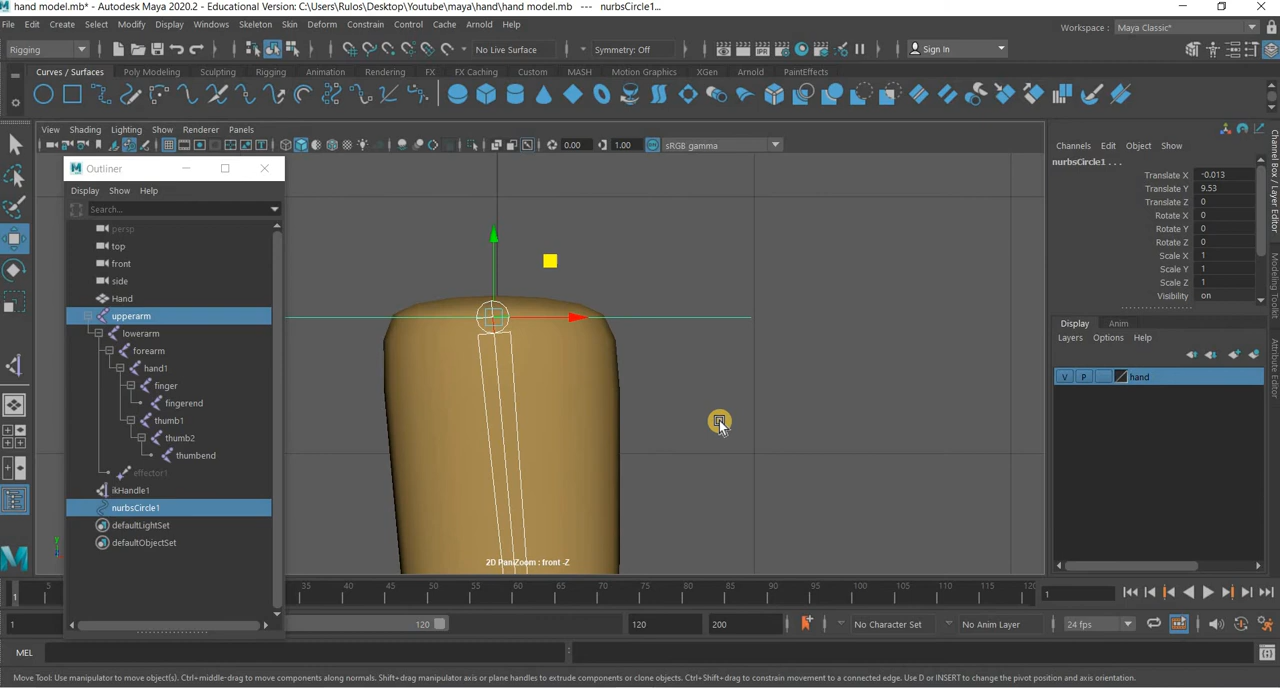 hand model.mb* - Autodesk Maya 2020.2 - Educational Version: C:\Users\Rulos\Desktop\Youtube\maya\hand\hand model.mb --- nurbsCircle1...
File Edit Create Select Modify Display Windows Skeleton Skin Deform Constrain Control Cache Arnold Help
Workspace : Maya Classic*
Rigging No Live Surface Symmetry: Off Sign In
Curves / Surfaces Poly Modeling Sculpting Rigging Animation Rendering FX FX Caching Custom MASH Motion Graphics XGen Arnold PaintEffects
View Shading Lighting Show Renderer Panels
0.00 1.00 sRGB gamma
Outliner
Display Show Help
Search...
persp
top
front
side
Hand
upperarm
lowerarm
forearm
hand1
finger
fingerend
thumb1
thumb2
thumbend
effector1
ikHandle1
nurbsCircle1
defaultLightSet
defaultObjectSet
2D Pan/Zoom : front -Z
Channels Edit Object Show
nurbsCircle1 ...
Translate X -0.013
Translate Y 9.53
Translate Z 0
Rotate X 0
Rotate Y 0
Rotate Z 0
Scale X 1
Scale Y 1
Scale Z 1
Visibility on
Display Anim
Layers Options Help
V P hand
Channel Box / Layer Editor
Modeling Toolkit
Attribute Editor
5 35 40 45 50 55 60 65 70 75 80 85 90 95 100 105 110 115 120
1 1
1 120 120 200 No Character Set No Anim Layer 24 fps
MEL
Move Tool: Use manipulator to move object(s). Ctrl+middle-drag to move components along normals. Shift+drag manipulator axis or plane handles to extrude components or clone objects. Ctrl+Shift+drag to constrain movement to a connected edge. Use D or INSERT to change the pivot position and axis orientation.